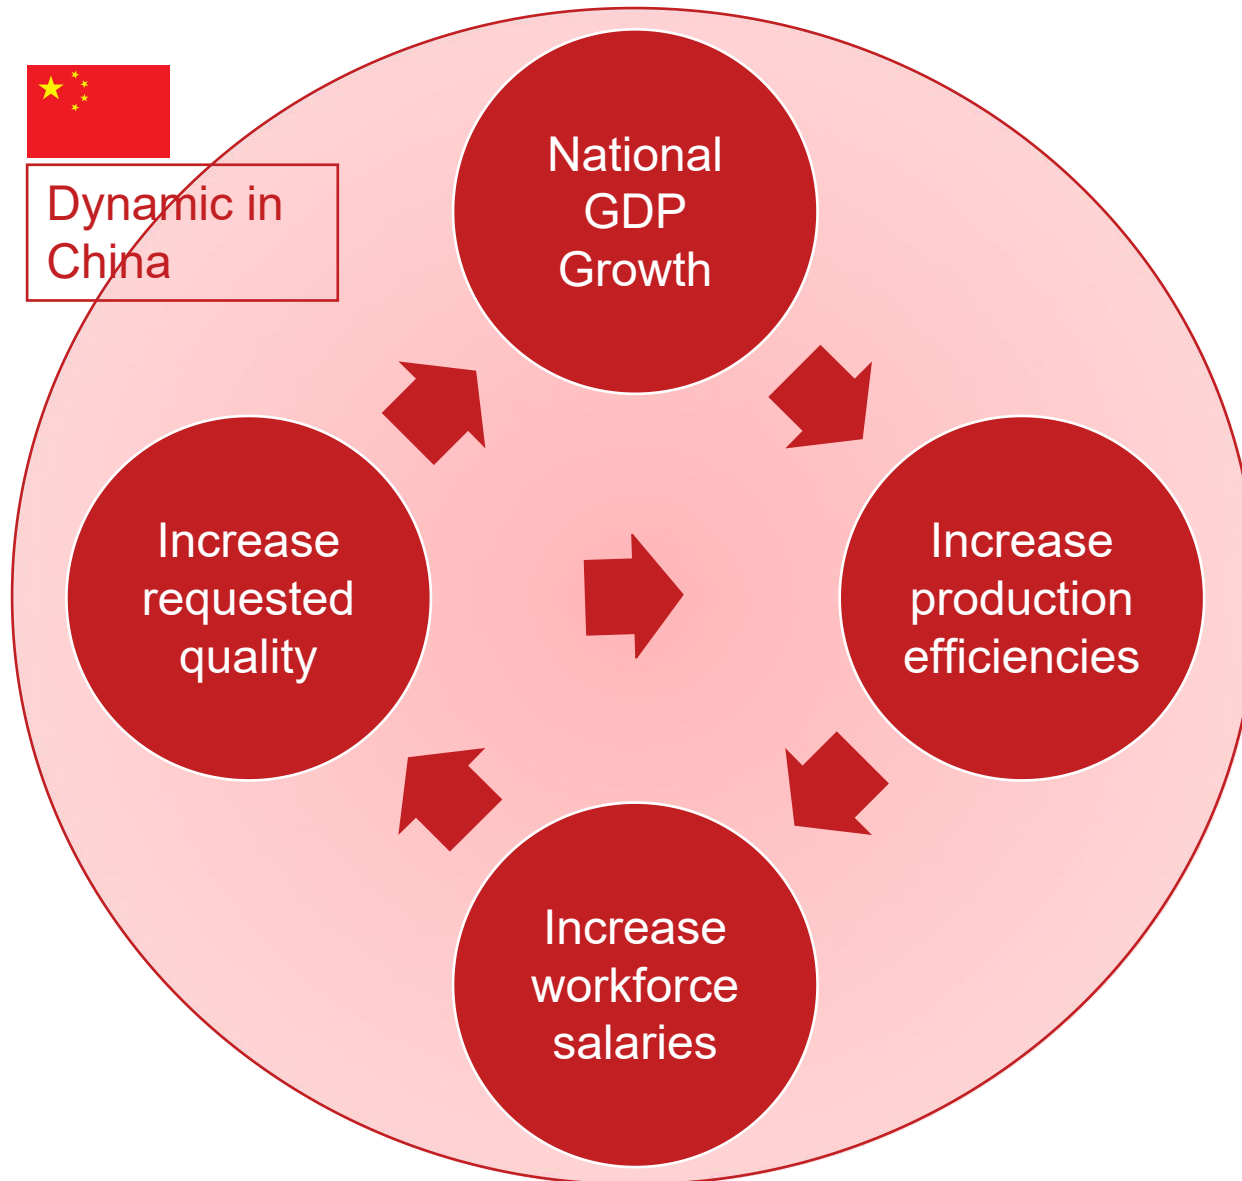 Dynamic in
China
National
GDP
Growth
Increase
requested
quality
Increase
production
efficiencies
Increase
workforce
salaries